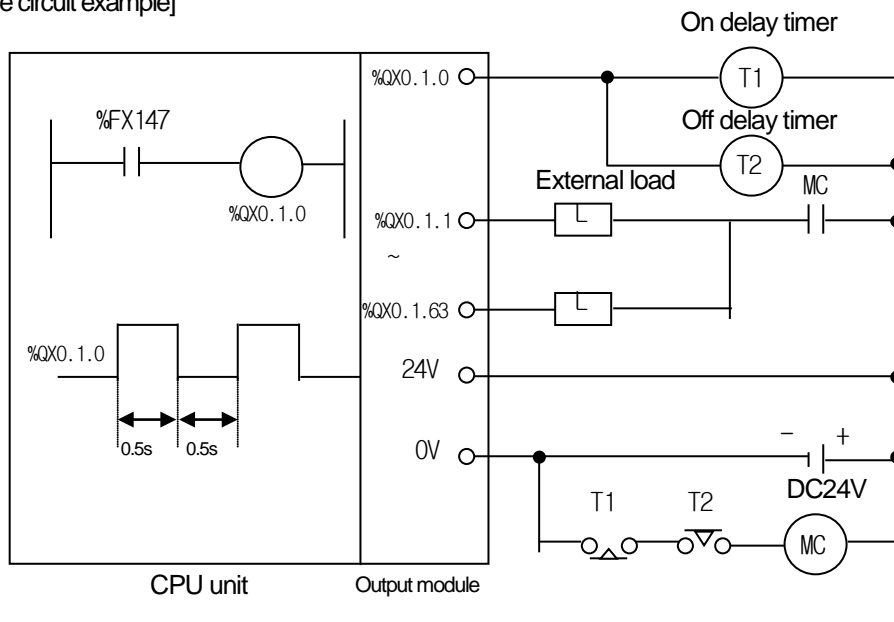 e circuit example]
On delay timer
%QX0.1.0
T1
%FX147
Off delay timer
T2
External load
MC
%QX0.1.0
%QX0.1.1
L
~
%QX0.1.63
L
%QX0.1.0
24V
0.5s 0.5s
0V
- +
DC24V
T1 T2
MC
CPU unit
Output module